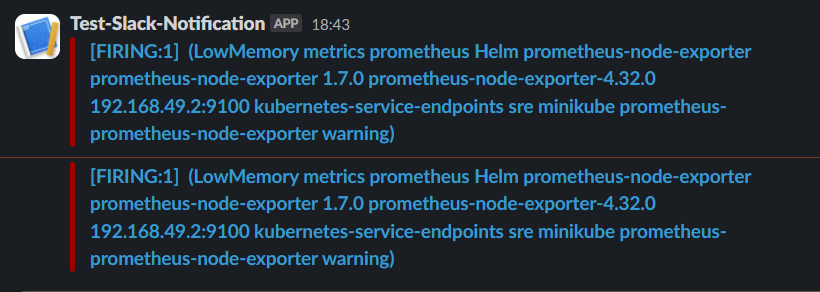 Test-Slack-Notification APP 18:43
[FIRING:1] (LowMemory metrics prometheus Helm prometheus-node-exporter
prometheus-node-exporter 1.7.0 prometheus-node-exporter-4.32.0
192.168.49.2:9100 kubernetes-service-endpoints sre minikube prometheus-
prometheus-node-exporter warning)
[FIRING:1] (LowMemory metrics prometheus Helm prometheus-node-exporter
prometheus-node-exporter 1.7.0 prometheus-node-exporter-4.32.0
192.168.49.2:9100 kubernetes-service-endpoints sre minikube prometheus-
prometheus-node-exporter warning)